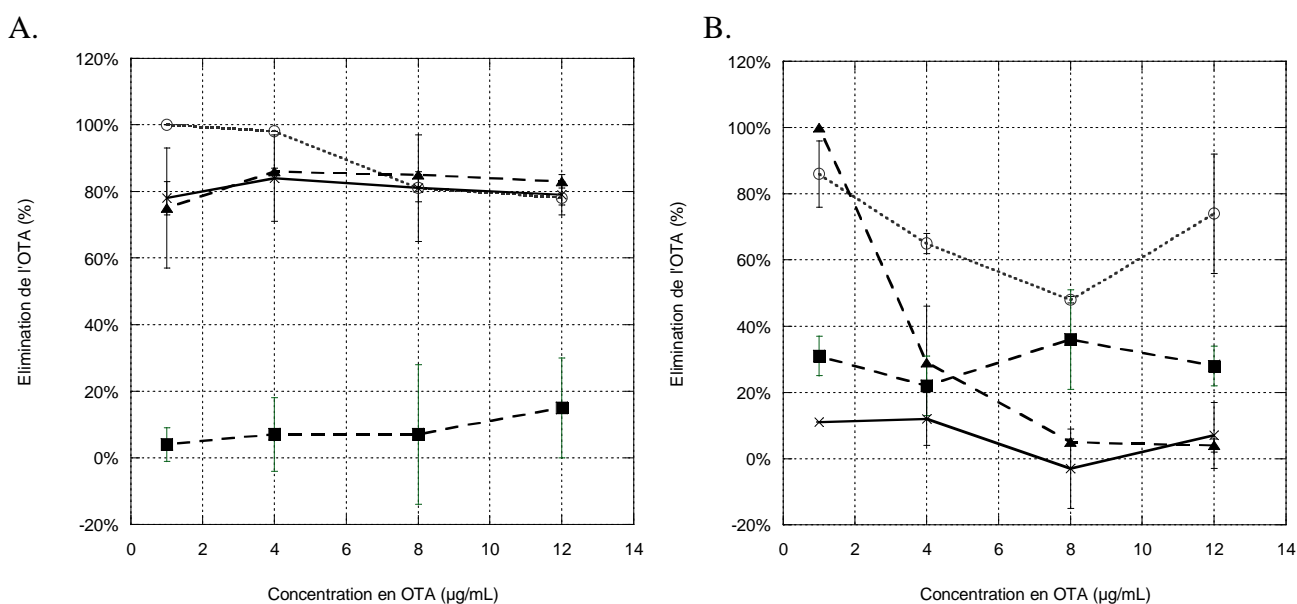 A.
120%
100%
80%
60%
40%
20%
0%
-20%
0 2 4 6 8 10 12 14
Elimination de l'OTA (%)
Concentration en OTA (µg/mL)
B.
120%
100%
80%
60%
40%
20%
0%
-20%
0 2 4 6 8 10 12 14
Elimination de l'OTA (%)
Concentration en OTA (µg/mL)